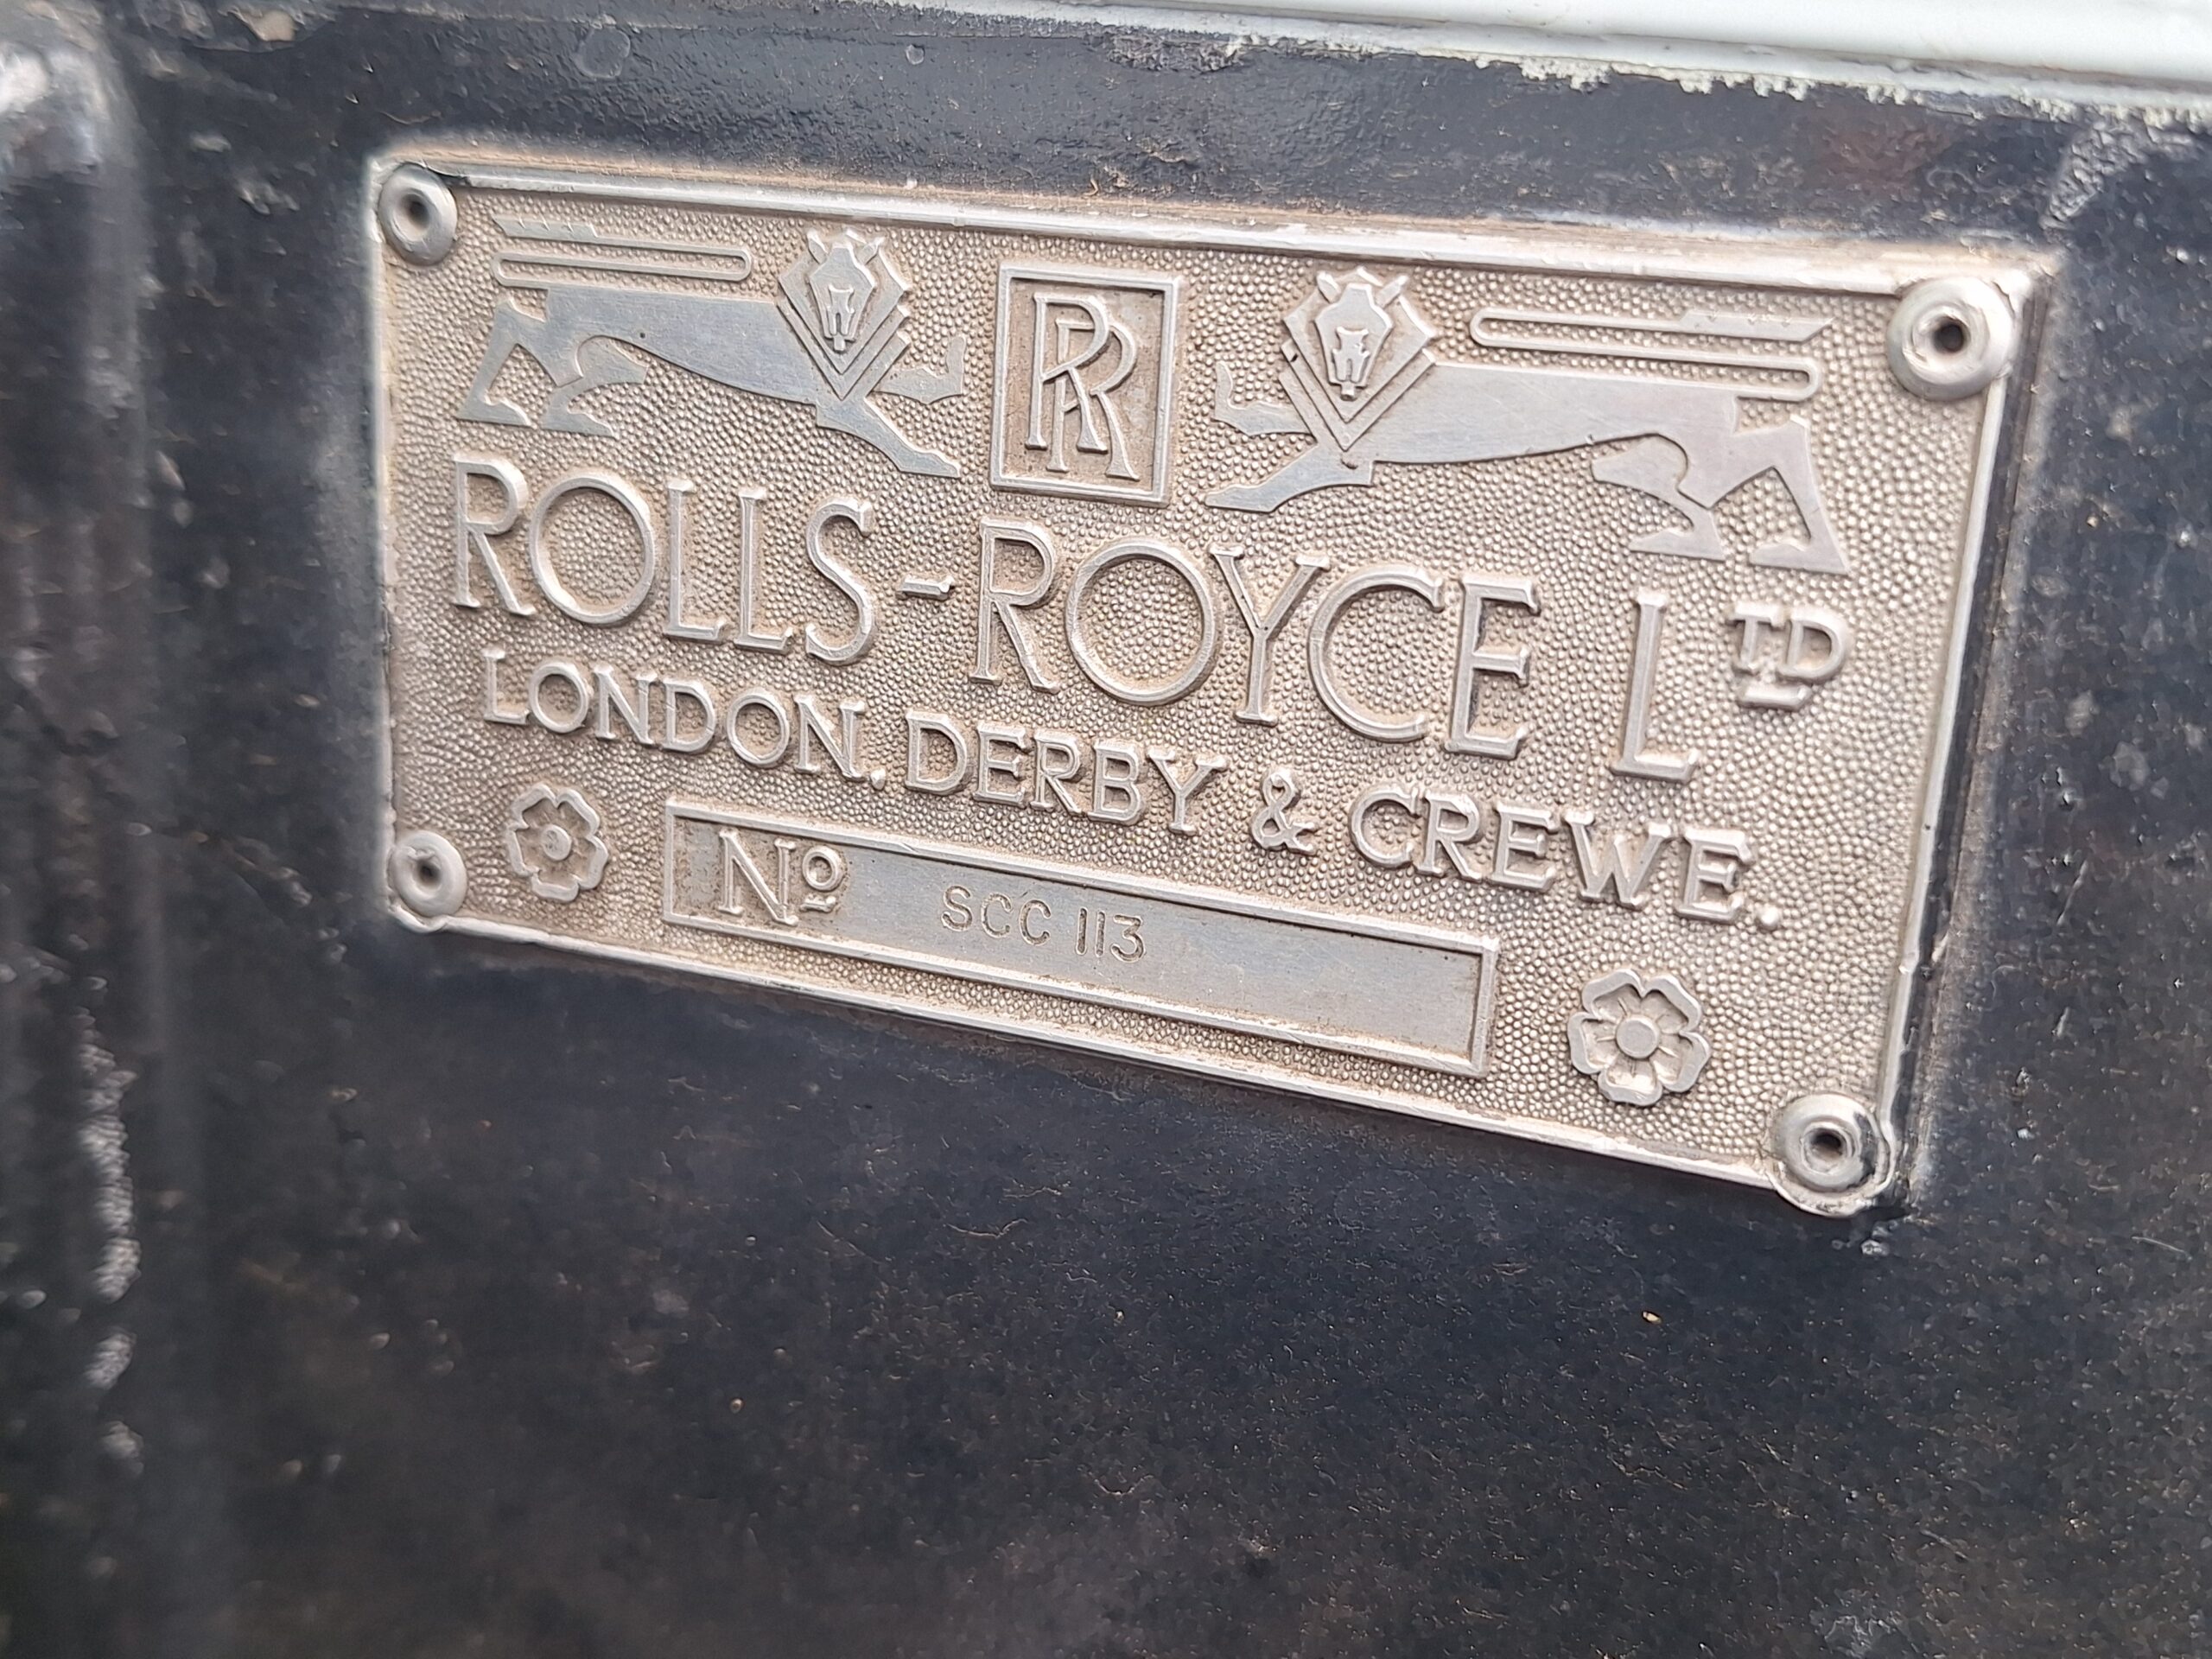 RR
ROLLS-ROYCE LTD
LONDON, DERBY & CREWE.
Nº SCC 113